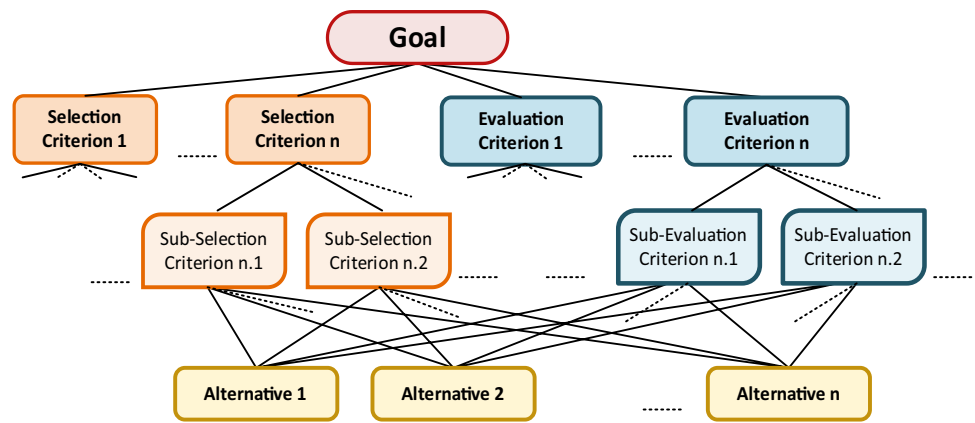 Goal
Selection
Criterion 1
Selection
Criterion n
Evaluation
Criterion 1
Evaluation
Criterion n
Sub-Selection
Criterion n.1
Sub-Selection
Criterion n.2
Sub-Evaluation
Criterion n.1
Sub-Evaluation
Criterion n.2
Alternative 1
Alternative 2
Alternative n